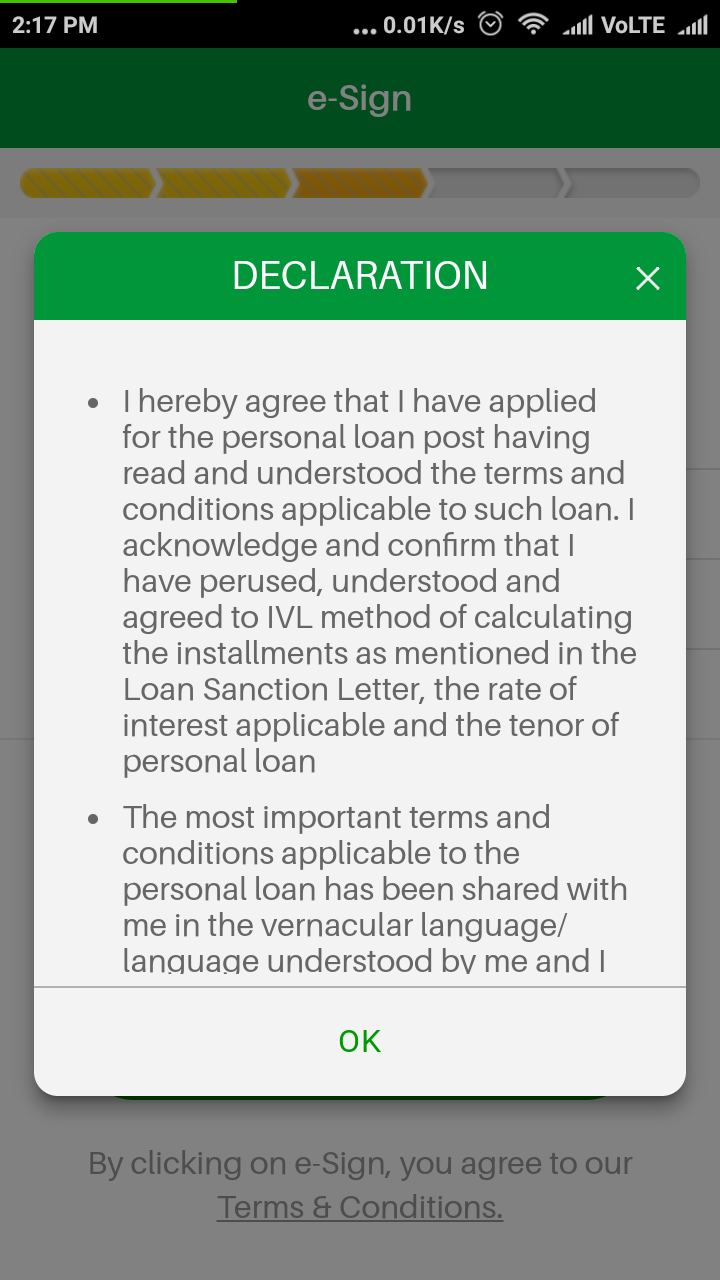 2:17 PM
... 0.01K/s VoLTE
e-Sign
DECLARATION
I hereby agree that I have applied
for the personal loan post having
read and understood the terms and
conditions applicable to such loan. I
acknowledge and confirm that I
have perused, understood and
agreed to IVL method of calculating
the installments as mentioned in the
Loan Sanction Letter, the rate of
interest applicable and the tenor of
personal loan
The most important terms and
conditions applicable to the
personal loan has been shared with
me in the vernacular language/
language understood by me and I
OK
By clicking on e-Sign, you agree to our
Terms & Conditions.